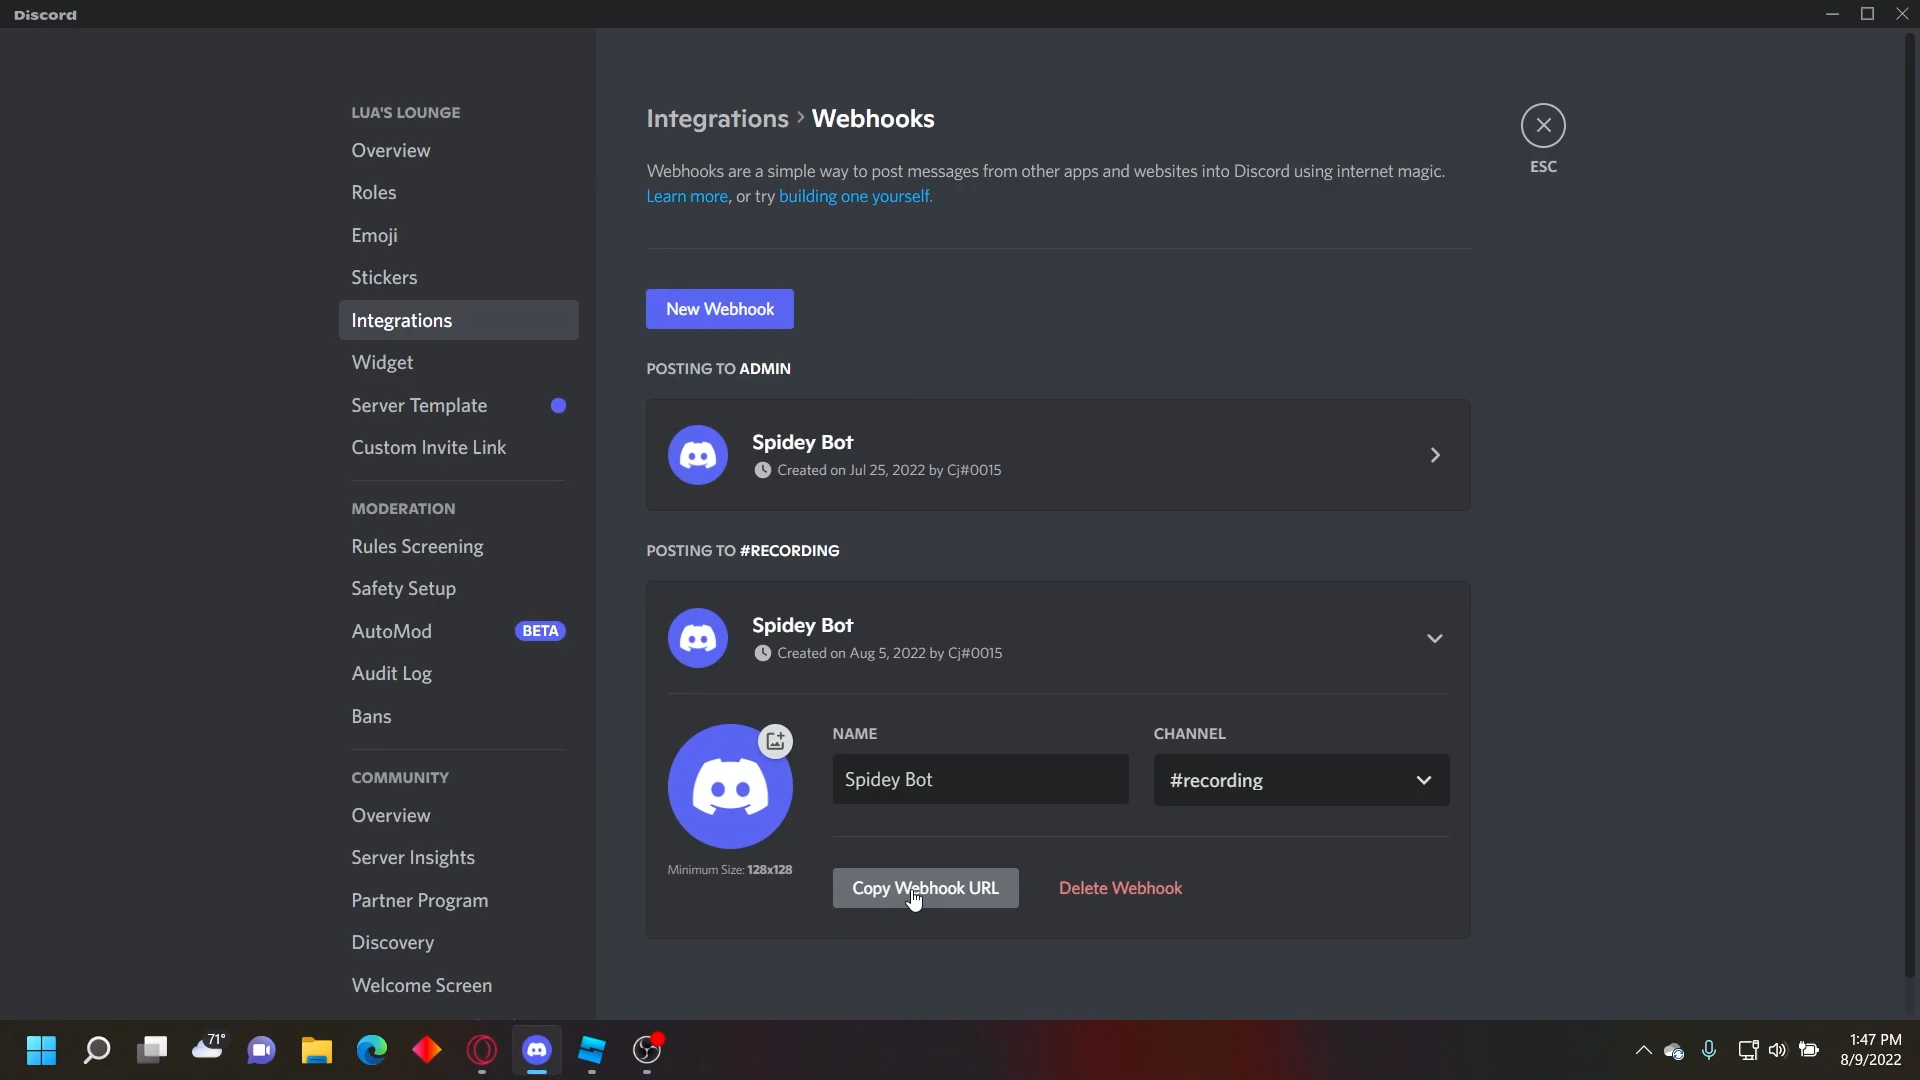 Discord
LUA'S LOUNGE
Overview
Roles
Emoji
Stickers
Integrations
Widget
Server Template
Custom Invite Link
MODERATION
Rules Screening
Safety Setup
AutoMod BETA
Audit Log
Bans
COMMUNITY
Overview
Server Insights
Partner Program
Discovery
Welcome Screen
Integrations > Webhooks
Webhooks are a simple way to post messages from other apps and websites into Discord using internet magic.
Learn more, or try building one yourself.
ESC
New Webhook
POSTING TO ADMIN
Spidey Bot
Created on Jul 25, 2022 by Cj#0015
POSTING TO #RECORDING
Spidey Bot
Created on Aug 5, 2022 by Cj#0015
Minimum Size: 128x128
NAME
Spidey Bot
CHANNEL
#recording
Copy Webhook URL
Delete Webhook
71°
1:47 PM
8/9/2022